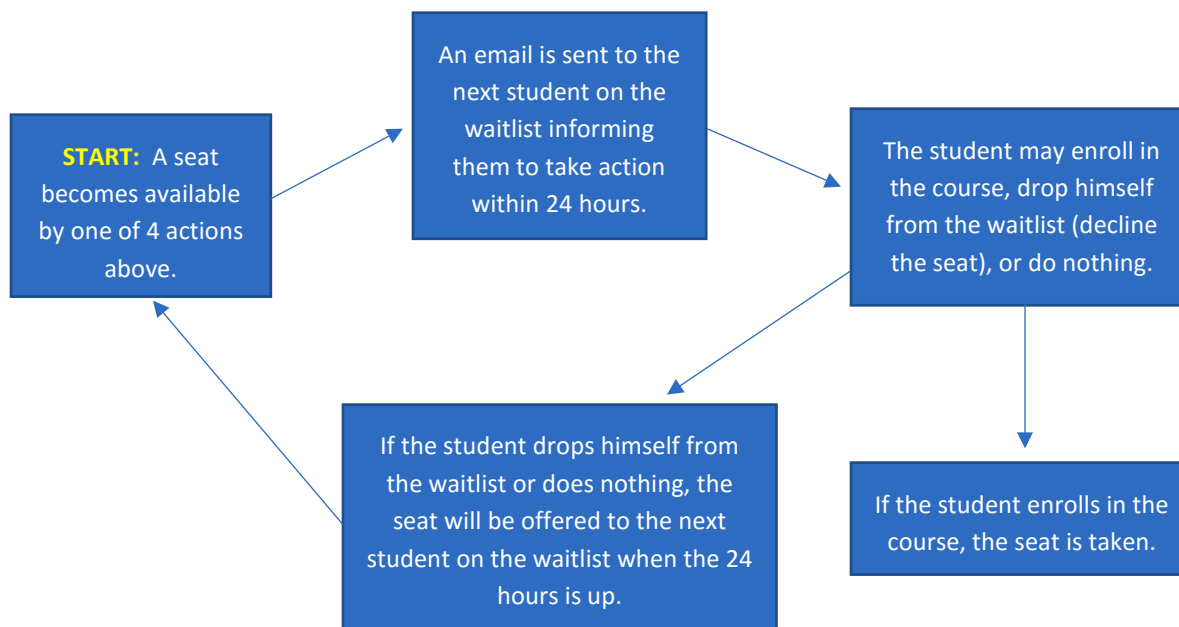 START: A seat
becomes available
by one of 4 actions
above.
An email is sent to the
next student on the
waitlist informing
them to take action
within 24 hours.
The student may enroll in
the course, drop himself
from the waitlist (decline
the seat), or do nothing.
If the student drops himself from
the waitlist or does nothing, the
seat will be offered to the next
student on the waitlist when the 24
hours is up.
If the student enrolls in the
course, the seat is taken.